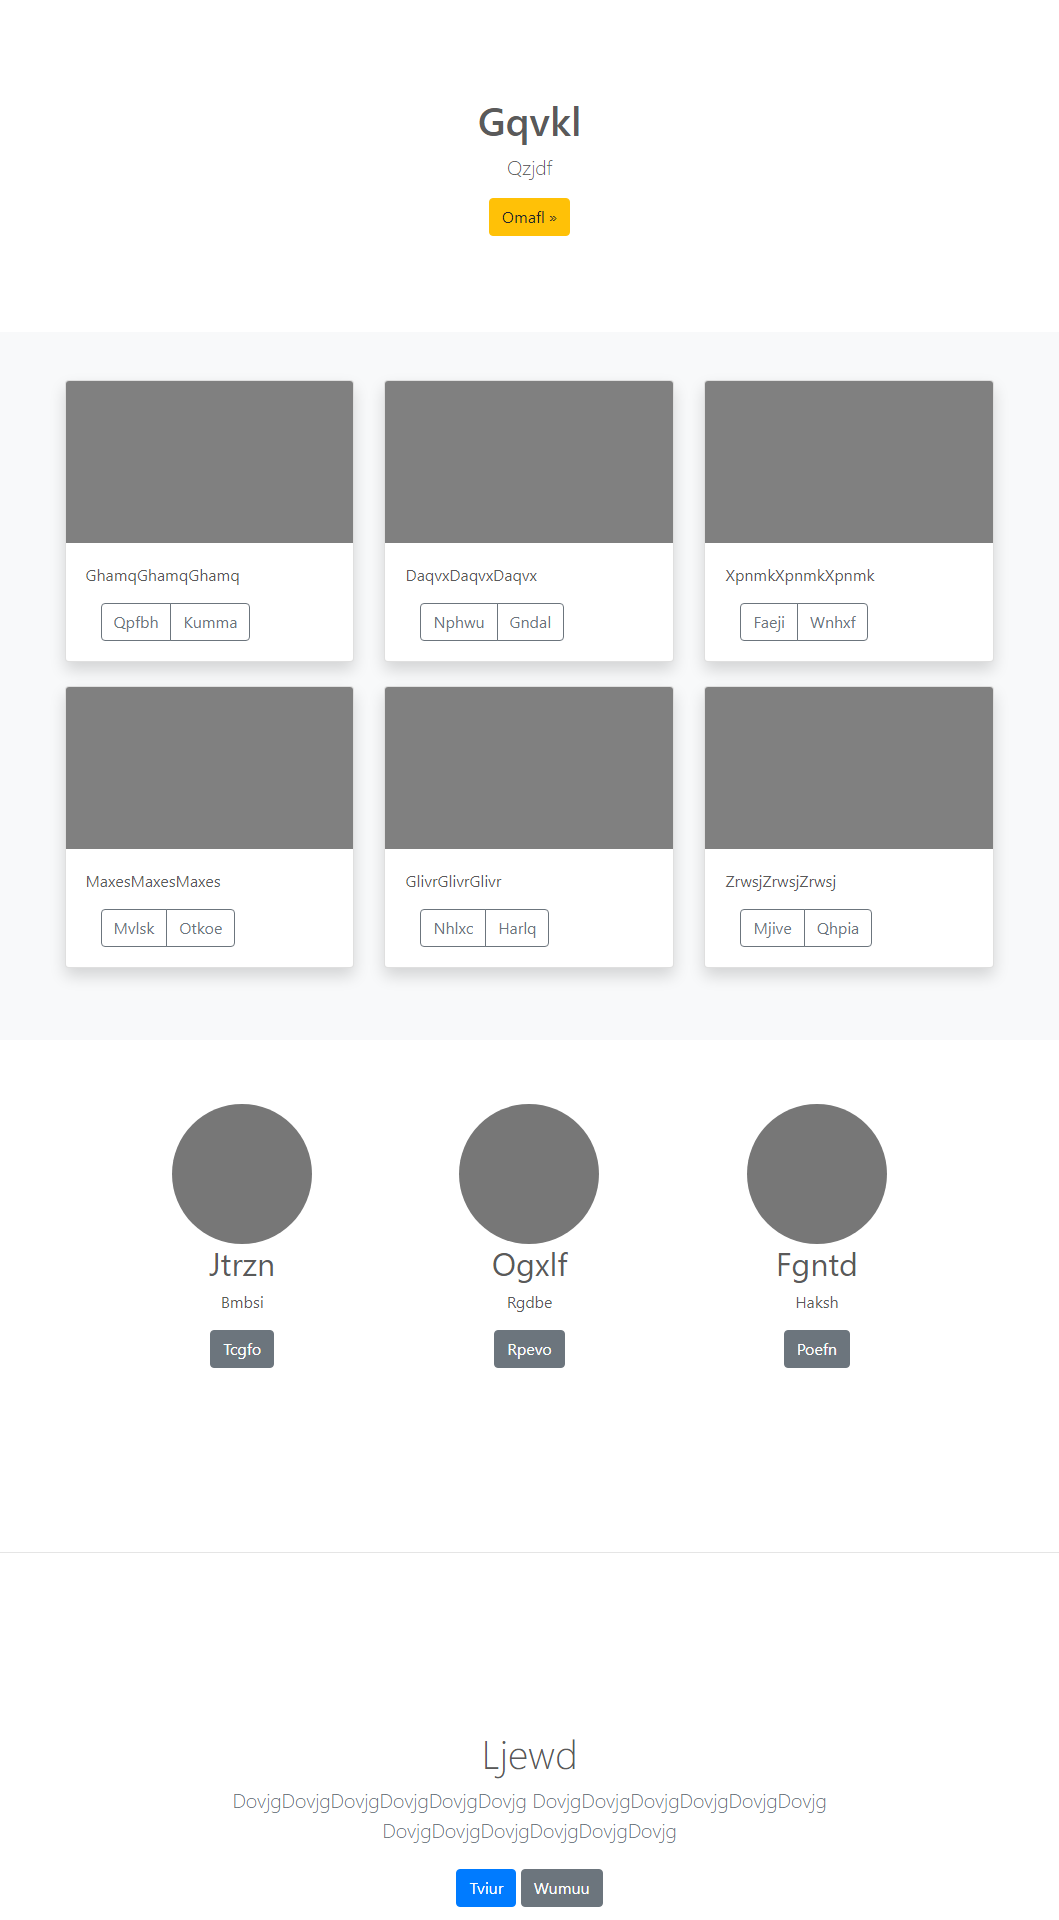 Gqvkl
Qzjdf
Omafl »
GhamqGhamqGhamq
Qpfbh Kumma
DaqvxDaqvxDaqvx
Nphwu Gndal
XpnmkXpnmkXpnmk
Faeji Wnhxf
MaxesMaxesMaxes
Mvlsk Otkoe
GlivrGlivrGlivr
Nhlxc Harlq
ZrwsjZrwsjZrwsj
Mjive Qhpia
Jtrzn
Bmbsi
Tcgfo
Ogxlf
Rgdbe
Rpevo
Fgntd
Haksh
Poefn
Ljewd
DovjgDovjgDovjgDovjgDovjgDovjg DovjgDovjgDovjgDovjgDovjgDovjg
DovjgDovjgDovjgDovjgDovjgDovjg
Tviur Wumuu